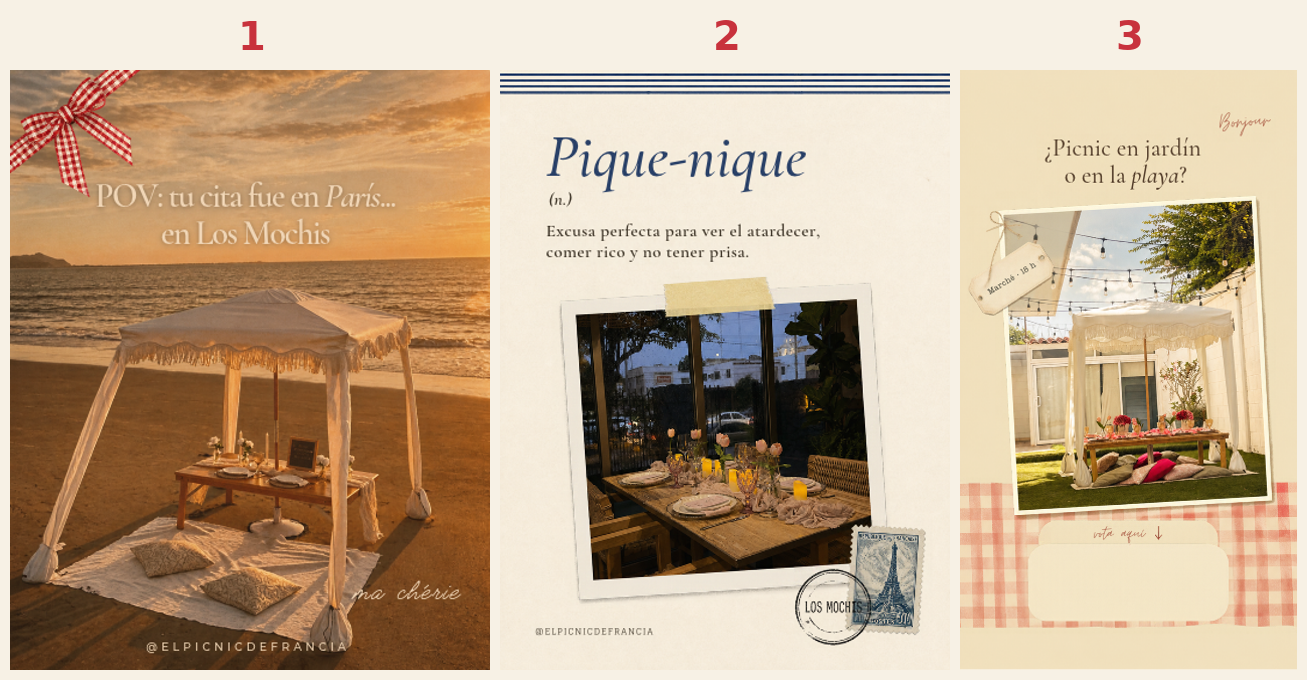 1
POV: tu cita fue en París...
en Los Mochis
ma chérie
@ELPICNICDEFRANCIA
2
Pique-nique
(n.)
Excusa perfecta para ver el atardecer,
comer rico y no tener prisa.
LOS MOCHIS
@ELPICNICDEFRANCIA
3
Bonjour
¿Picnic en jardín
o en la playa?
Marché - 18 h
vota aquí ↓